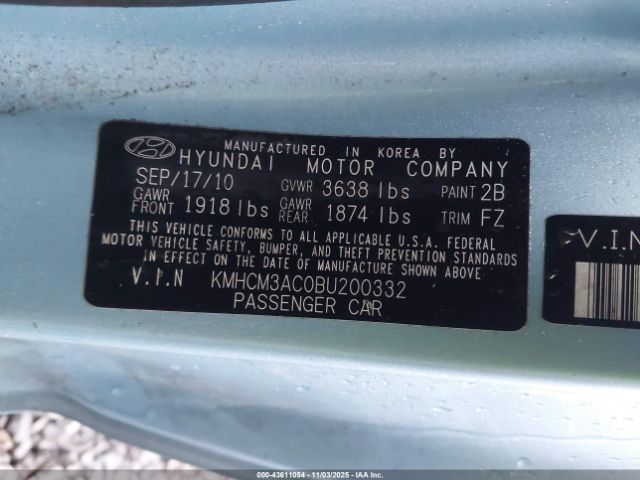 MANUFACTURED IN KOREA BY
HYUNDAI MOTOR COMPANY
SEP/17/10 GVWR 3638 lbs PAINT 2B
GAWR FRONT 1918 lbs GAWR REAR. 1874 lbs TRIM FZ
THIS VEHICLE CONFORMS TO ALL APPLICABLE U.S.A. FEDERAL
MOTOR VEHICLE SAFETY, BUMPER, AND THEFT PREVENTION STANDARDS
IN EFFECT ON THE DATE OF MANUFACTURE SHOWN ABOVE.
V.I.N KMHCM3AC0BU200332
PASSENGER CAR
V.I.N
00-43611054 - 11/03/2025 - Copyright IAA, Inc.